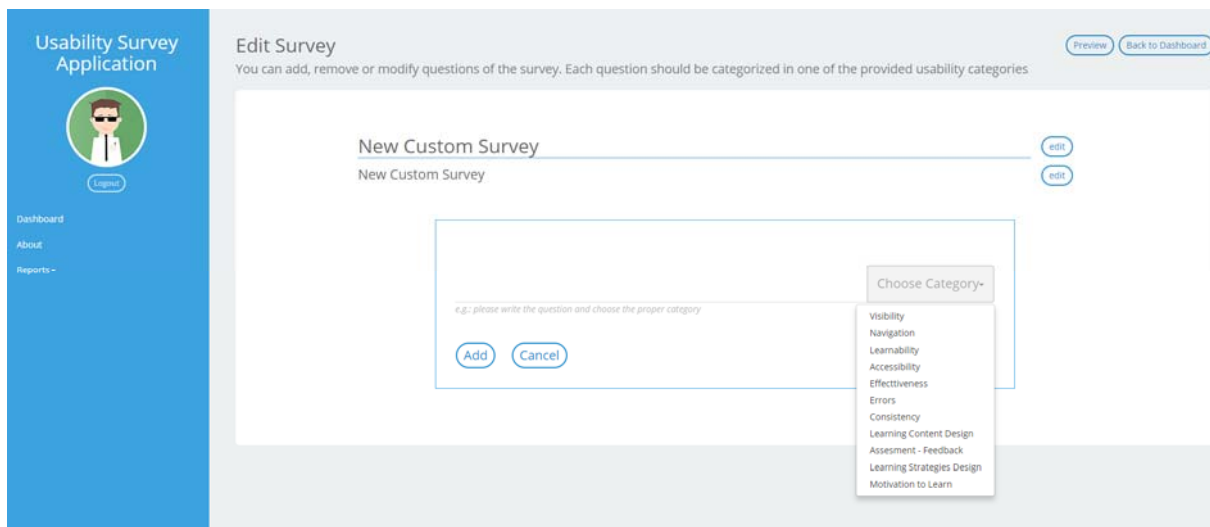 Usability Survey
Application
Logout
Dashboard
About
Reports
Edit Survey
You can add, remove or modify questions of the survey. Each question should be categorized in one of the provided usability categories
Preview
Back to Dashboard
New Custom Survey
edit
New Custom Survey
edit
Choose Category
e.g.: please write the question and choose the proper category
Add
Cancel
Visibility
Navigation
Learnability
Accessibility
Effecttiveness
Errors
Consistency
Learning Content Design
Assesment - Feedback
Learning Strategies Design
Motivation to Learn